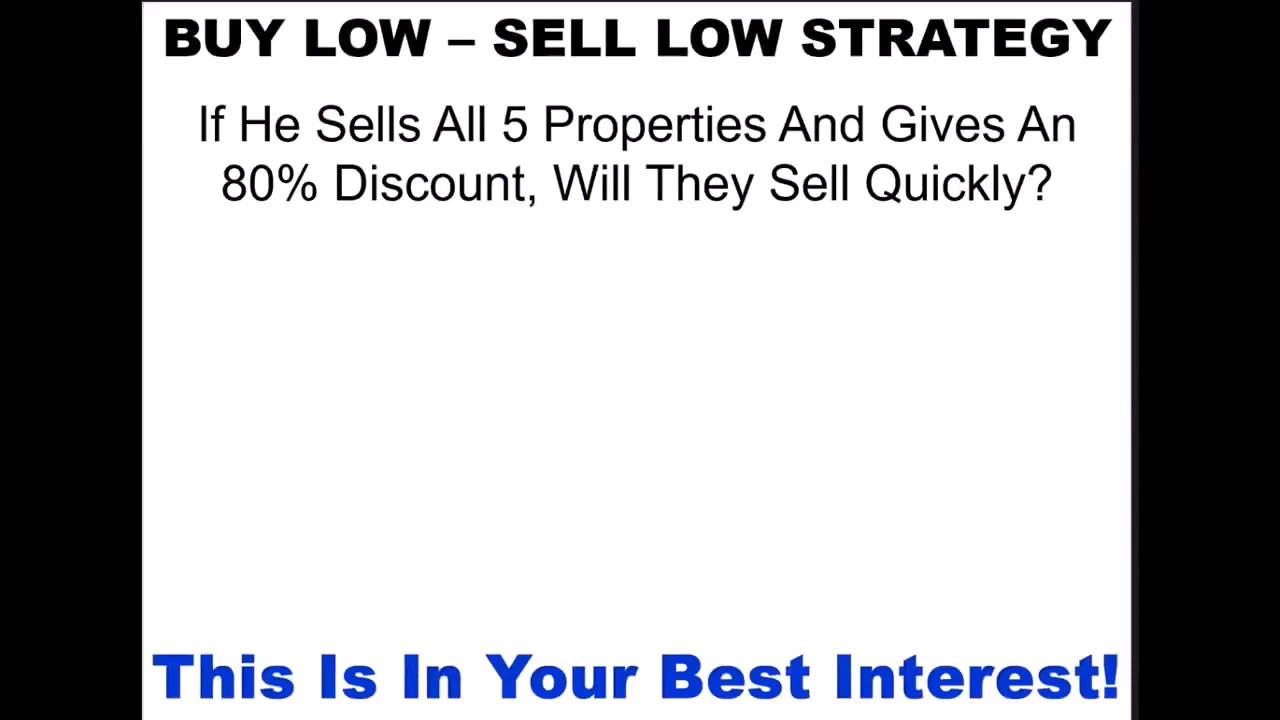 BUY LOW – SELL LOW STRATEGY
If He Sells All 5 Properties And Gives An
80% Discount, Will They Sell Quickly?
This Is In Your Best Interest!